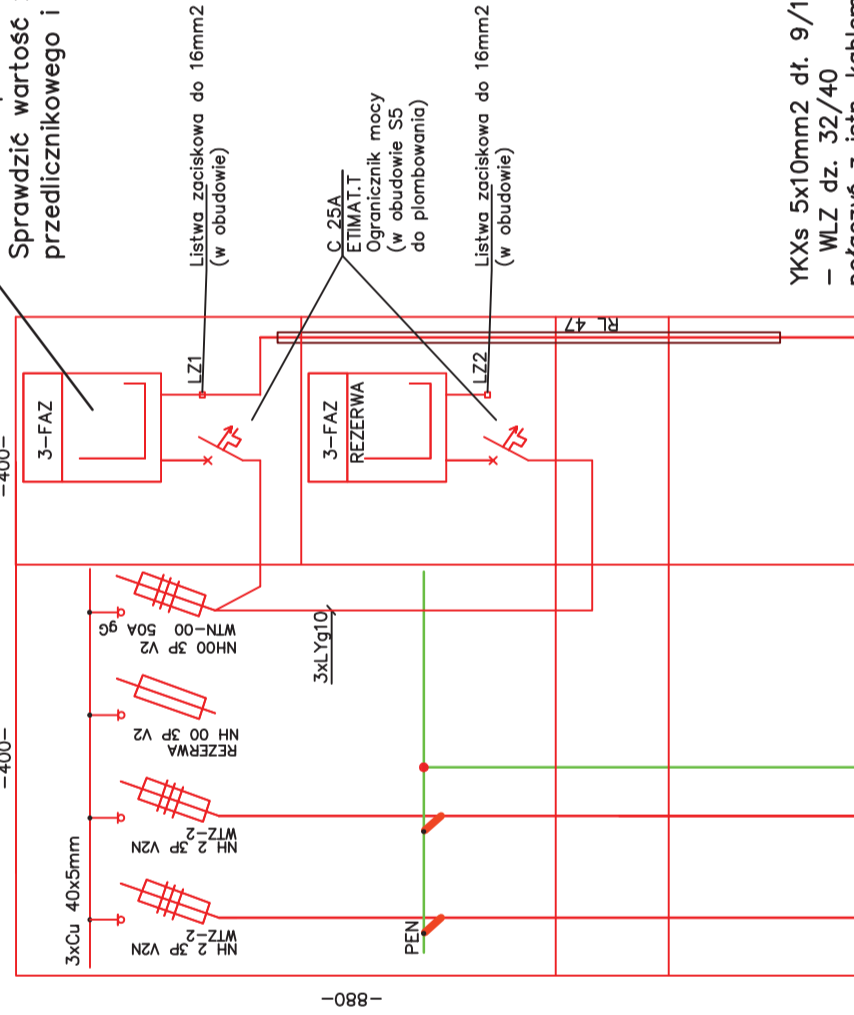 Sprawdzić wartość
przedlicznikowego i
-400-
-400-
-880-
3-FAZ
LZ1
Listwa zaciskowa do 16mm2
(w obudowie)
C 25A
ETIMAT.T
Ogranicznik mocy
(w obudowie S5
do plombowania)
3-FAZ
REZERWA
LZ2
Listwa zaciskowa do 16mm2
(w obudowie)
RL 47
NH00 3P V2
WTN-00 50A gG
3xLYg10
REZERWA
NH 00 3P V2
NH 2 3P V2N
WTZ-2
NH 2 3P V2N
WTZ-2
3xCu 40x5mm
PEN
YKXs 5x10mm2 dł. 9/1
- WLZ dz. 32/40